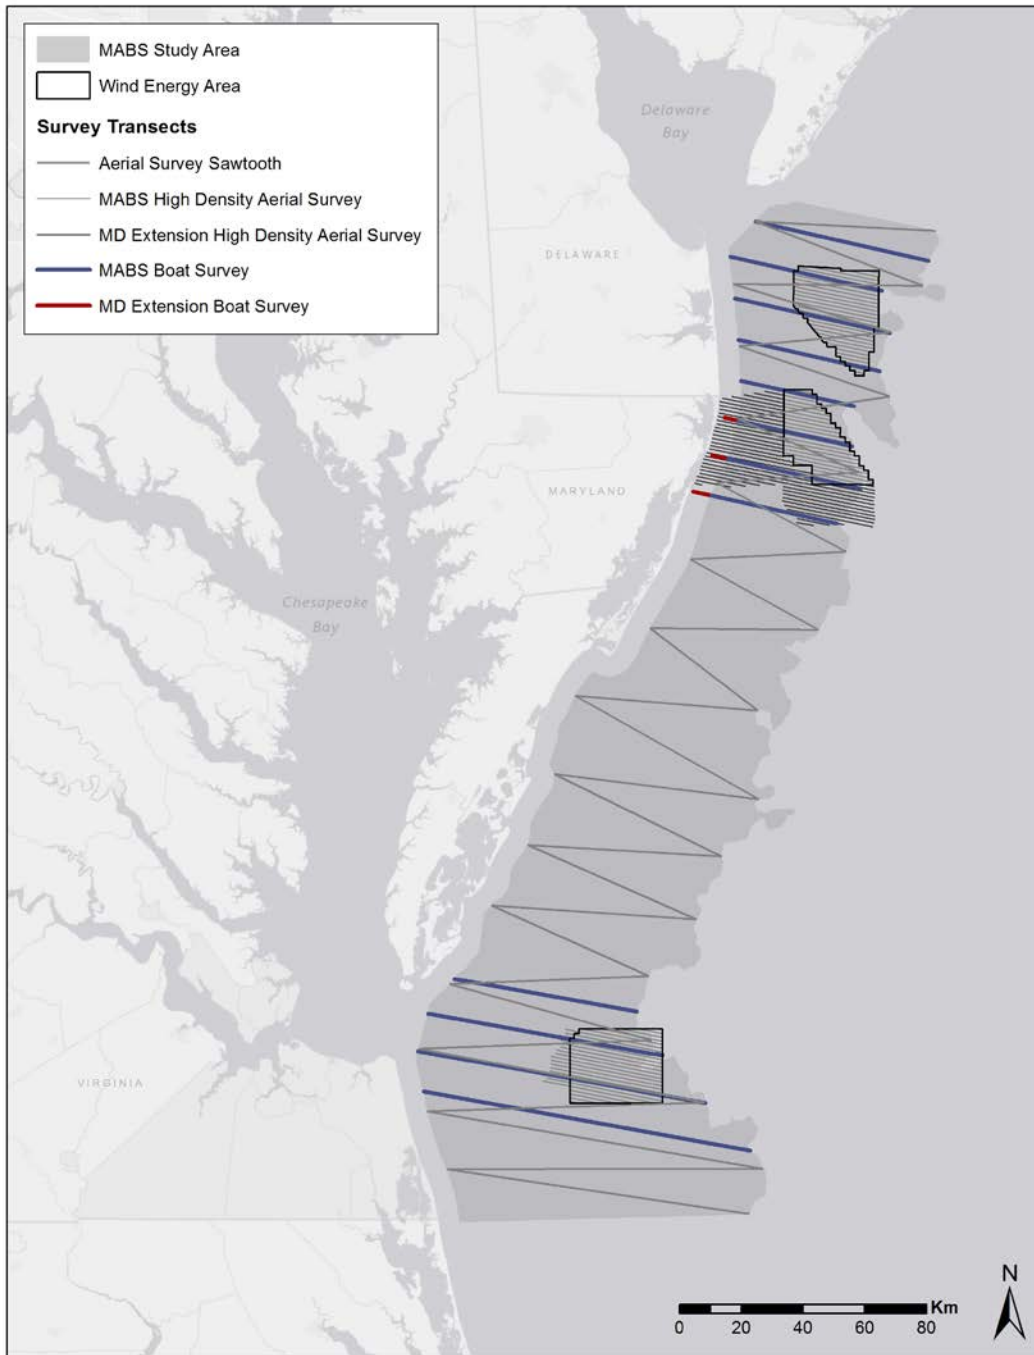 MABS Study Area
Wind Energy Area
Survey Transects
Aerial Survey Sawtooth
MABS High Density Aerial Survey
MD Extension High Density Aerial Survey
MABS Boat Survey
MD Extension Boat Survey
Delaware
Bay
DELAWARE
MARYLAND
Chesapeake
Bay
VIRGINIA
N
Km
0 20 40 60 80